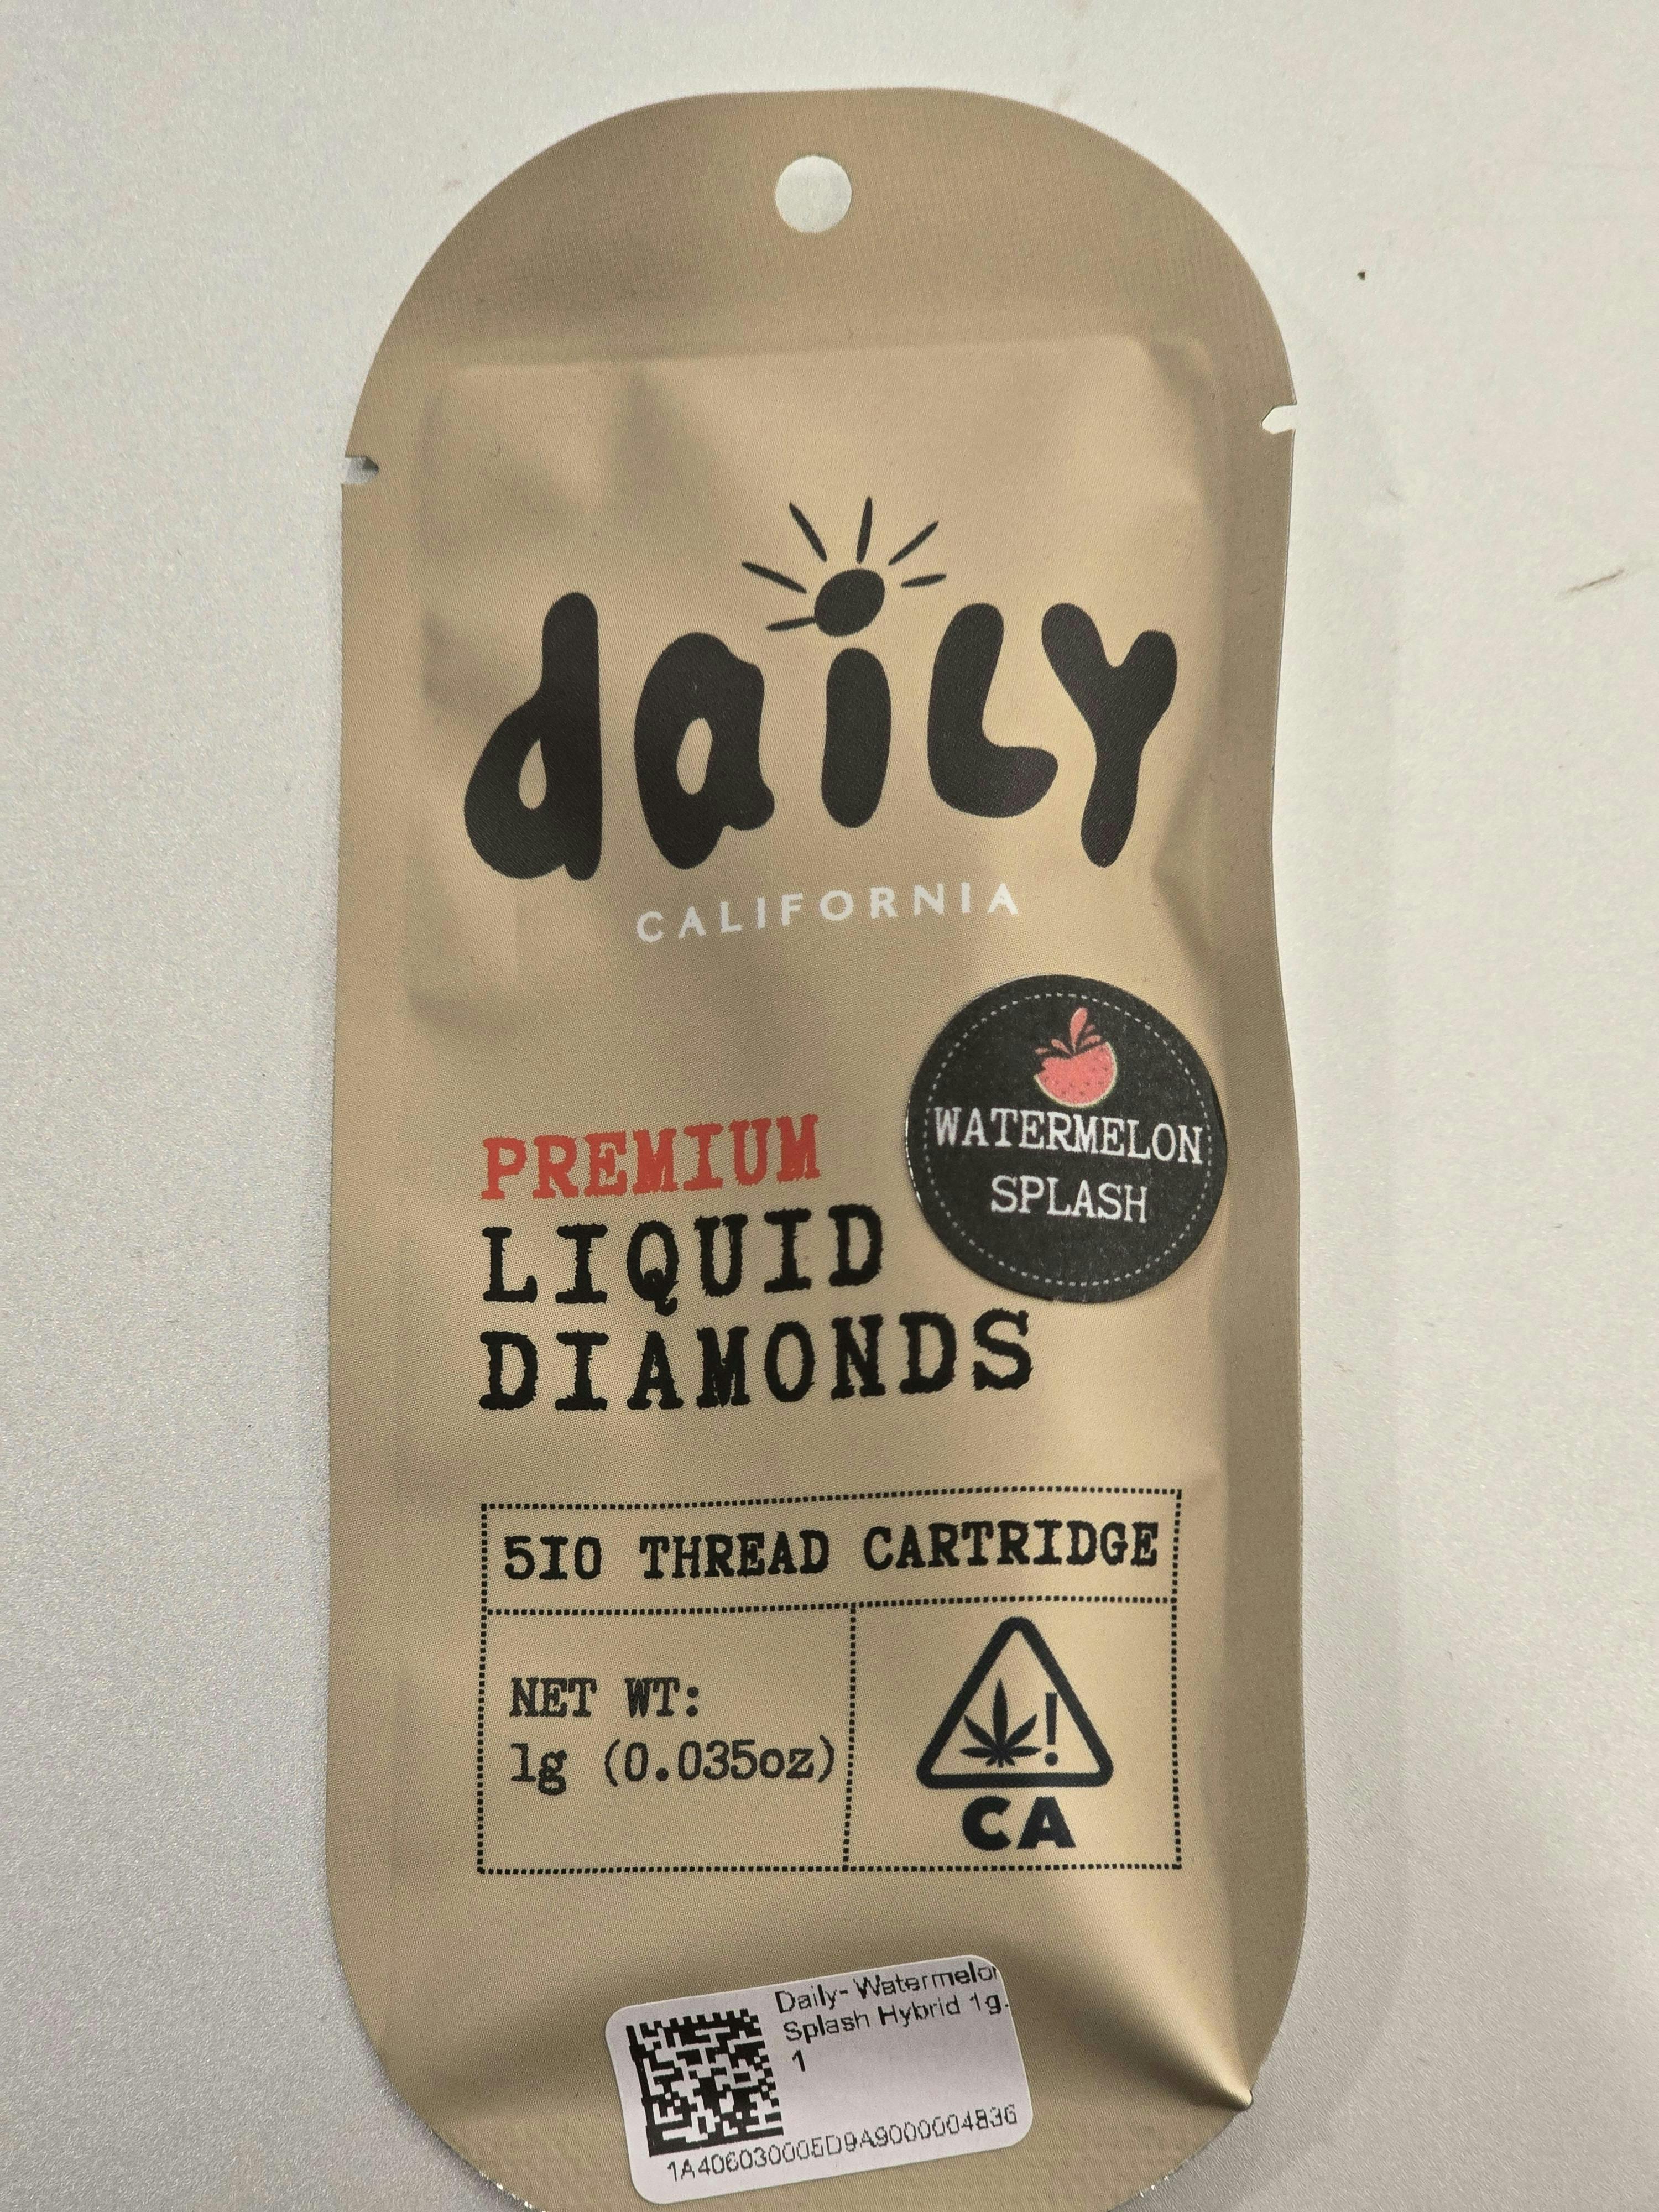 daily
CALIFORNIA
WATERMELON
SPLASH
PREMIUM
LIQUID
DIAMONDS
510 THREAD CARTRIDGE
NET WT:
1g (0.035oz)
!
CA
Daily- Watermelon
Splash Hybrid 1g.
1
1A406030005D9A9000004836